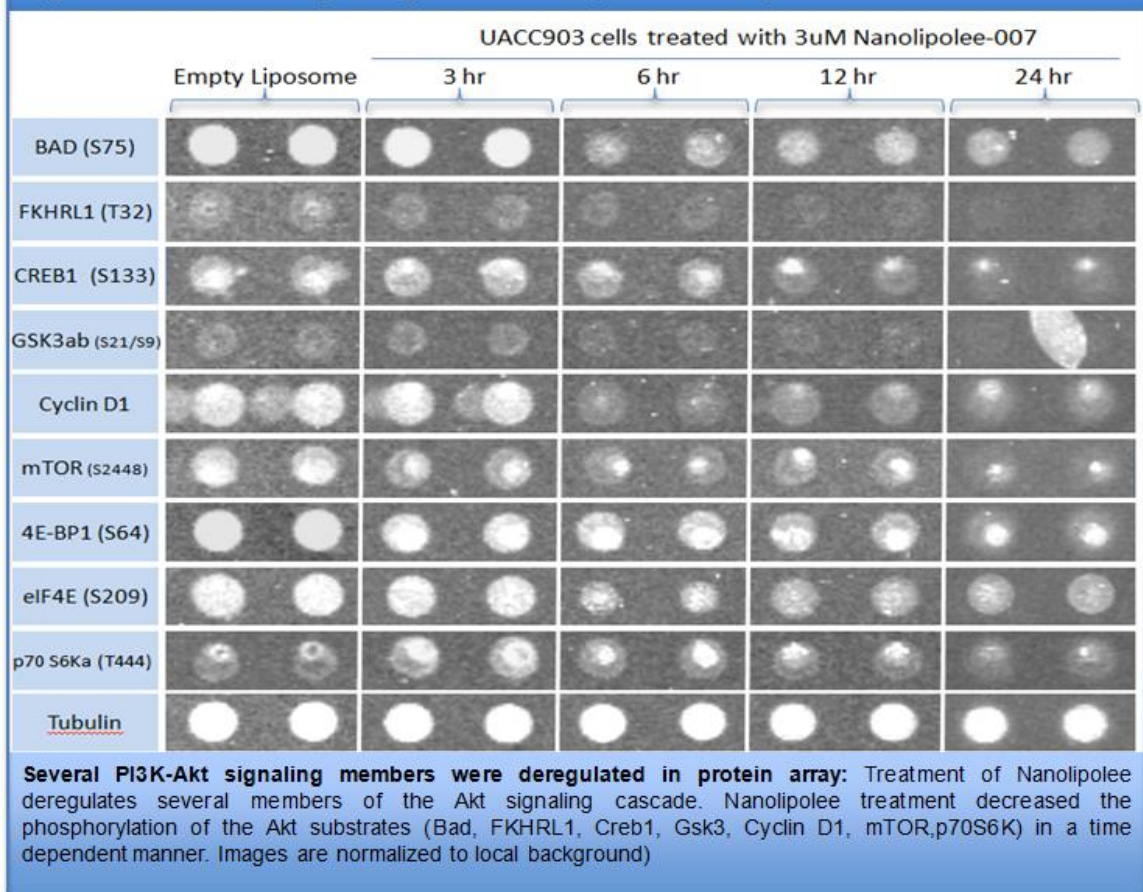 UACC903 cells treated with 3uM Nanolipolee-007
Empty Liposome 3 hr 6 hr 12 hr 24 hr
BAD (S75)
FKHRL1 (T32)
CREB1 (S133)
GSK3ab (S21/S9)
Cyclin D1
mTOR (S2448)
4E-BP1 (S64)
eIF4E (S209)
p70 S6Ka (T444)
Tubulin
Several PI3K-Akt signaling members were deregulated in protein array: Treatment of Nanolipolee
deregulates several members of the Akt signaling cascade. Nanolipolee treatment decreased the
phosphorylation of the Akt substrates (Bad, FKHRL1, Creb1, Gsk3, Cyclin D1, mTOR,p70S6K) in a time
dependent manner. Images are normalized to local background)